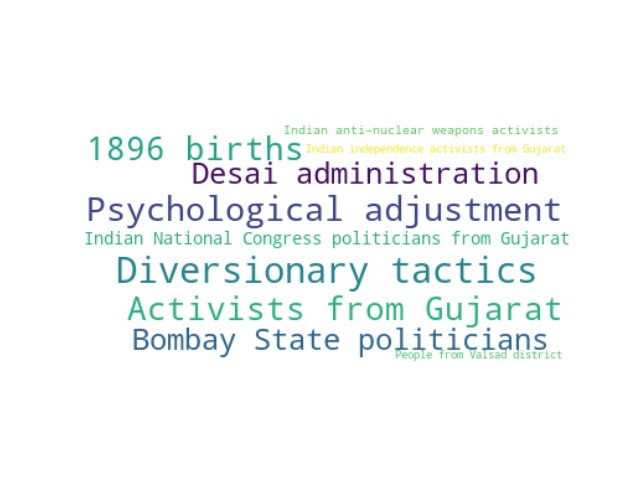 Indian anti-nuclear weapons activists
1896 births
Indian independence activists from Gujarat
Desai administration
Psychological adjustment
Indian National Congress politicians from Gujarat
Diversionary tactics
Activists from Gujarat
Bombay State politicians
People from Valsad district